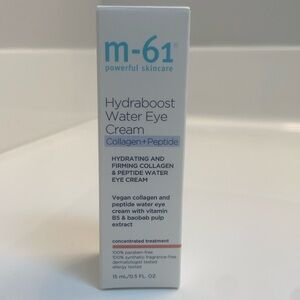 m-61®
powerful skincare
Hydraboost
Water Eye
Cream
Collagen+Peptide
HYDRATING AND
FIRMING COLLAGEN
& PEPTIDE WATER
EYE CREAM
Vegan collagen and
peptide water eye
cream with vitamin
B5 & baobab pulp
extract
concentrated treatment
100% paraben-free
100% synthetic fragrance-free
dermatologist tested
allergy tested
15 mL/0.5 FL. OZ.